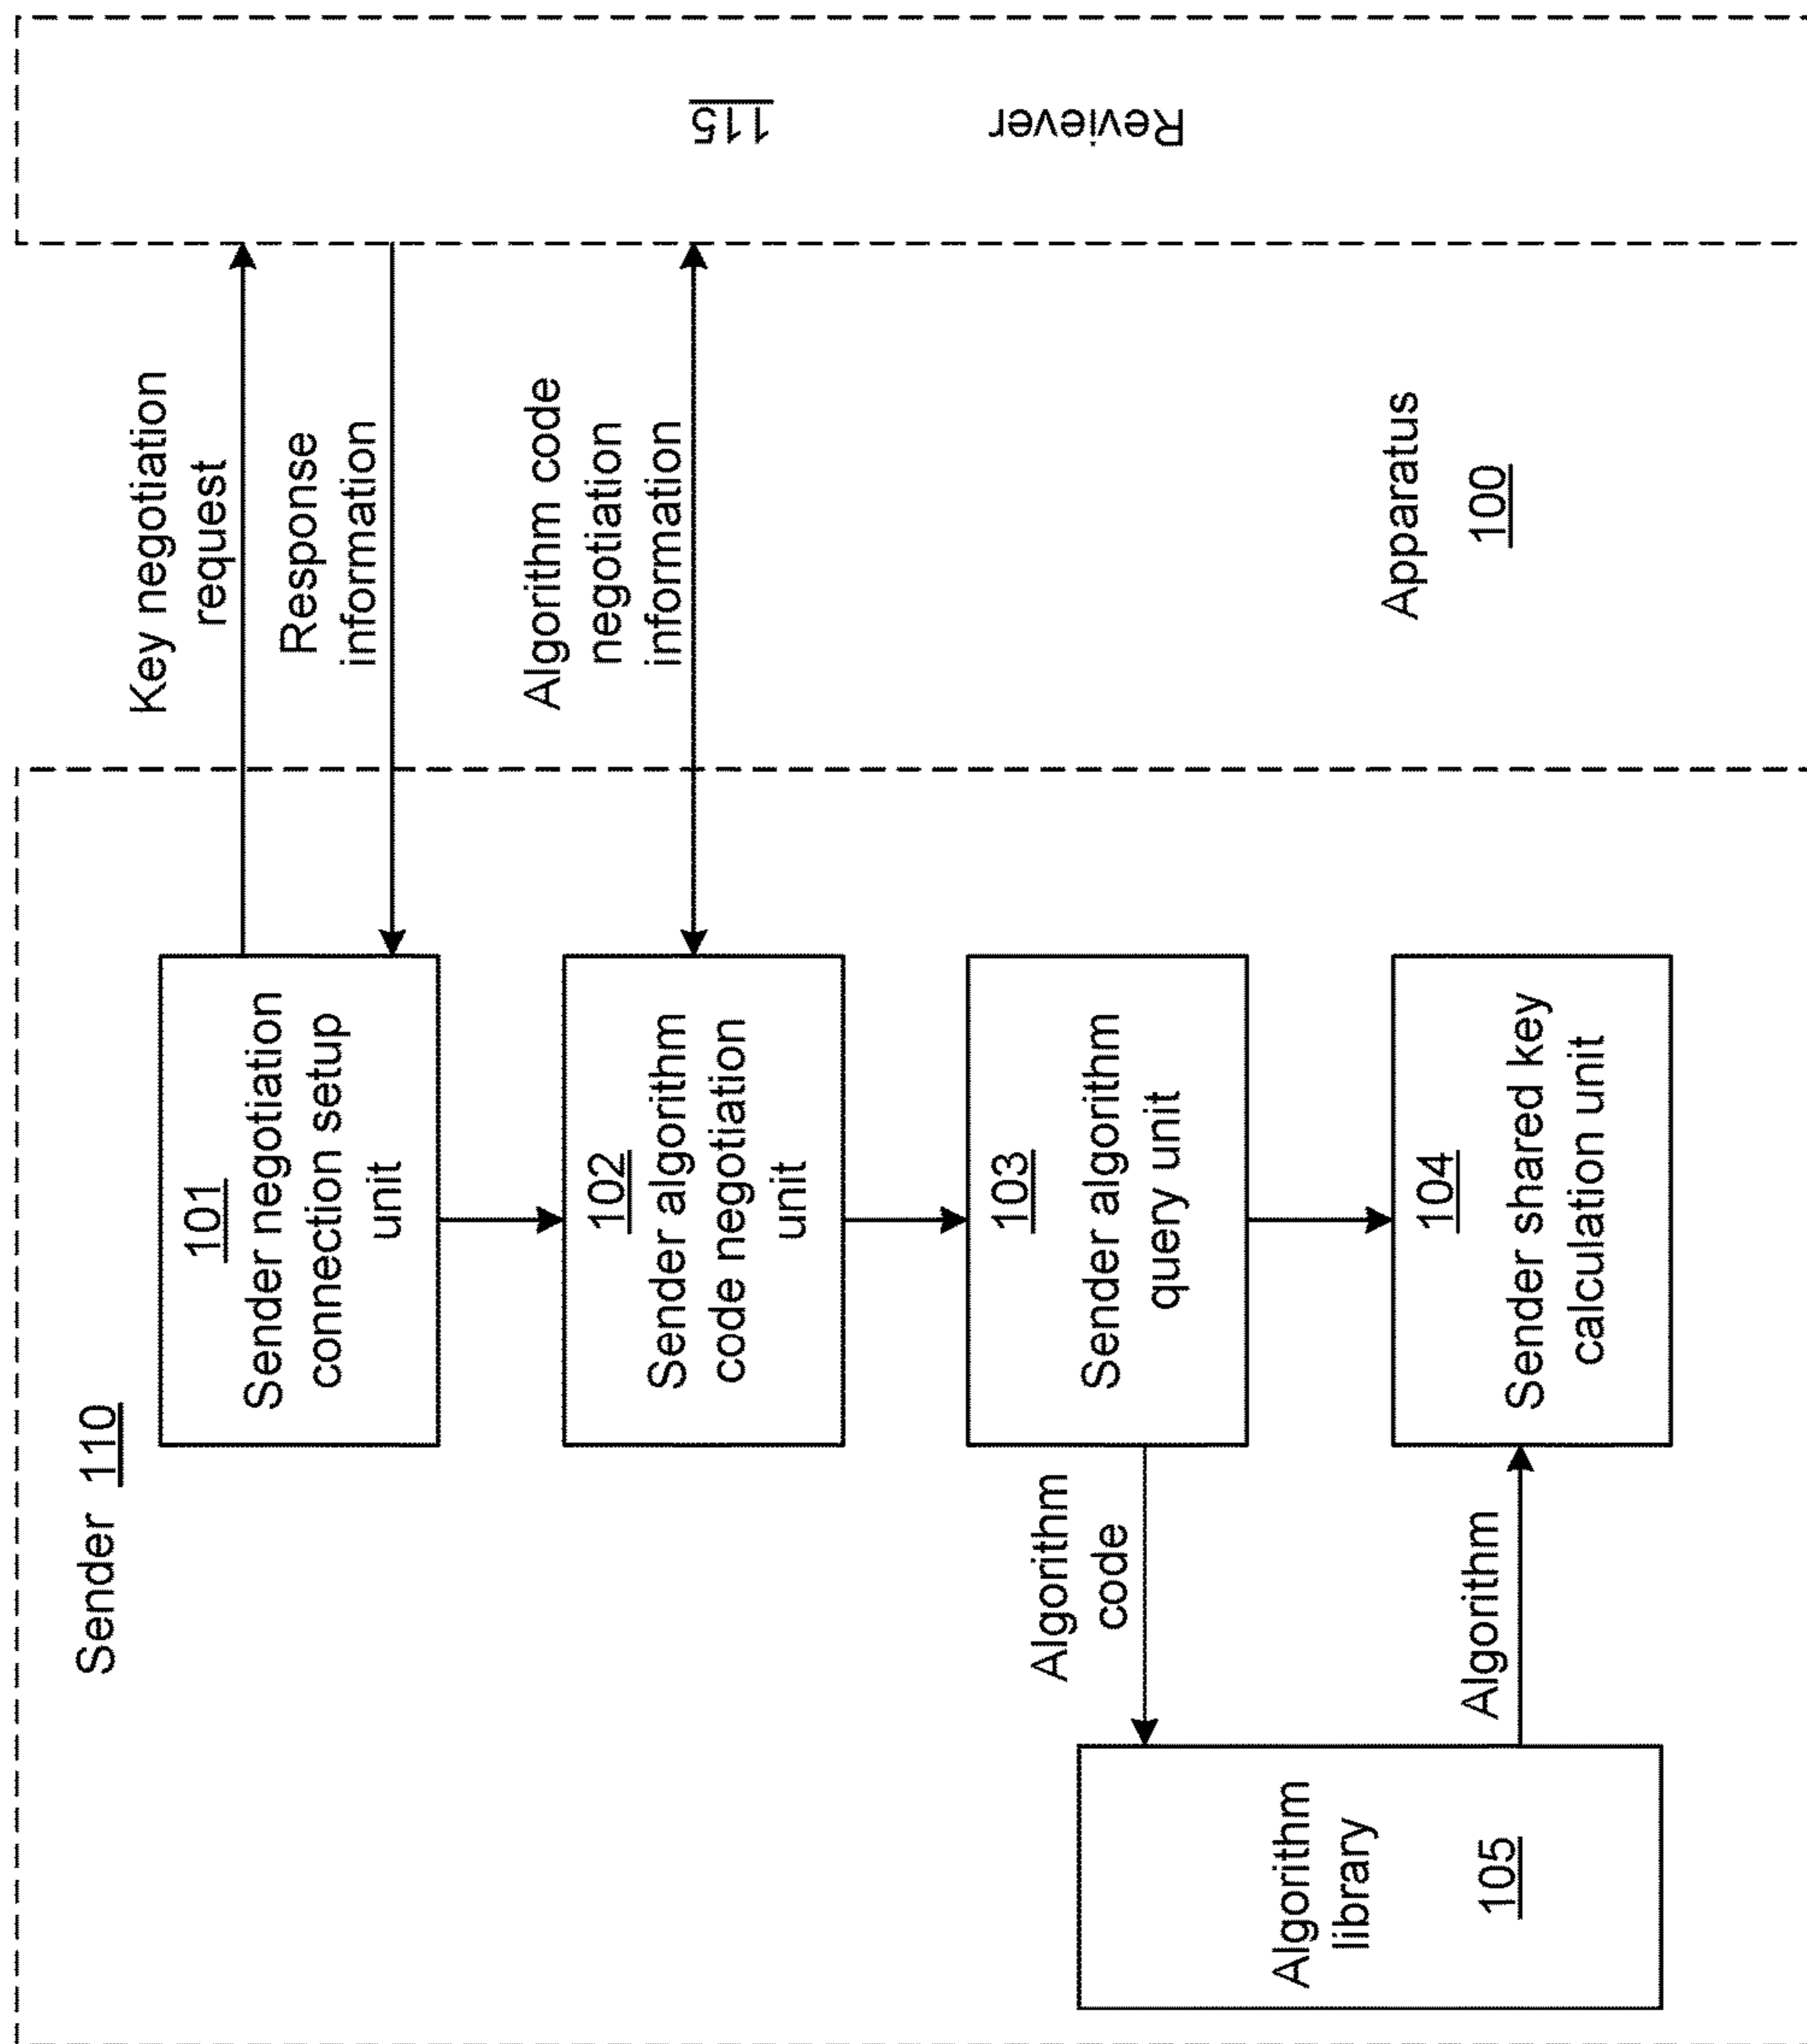 Sender 110
101
Sender negotiation
connection setup
unit
Key negotiation
request
Response
information
102
Sender algorithm
code negotiation
unit
Algorithm code
negotiation
information
103
Sender algorithm
query unit
Algorithm
code
104
Sender shared key
calculation unit
Algorithm
Algorithm
library
105
Apparatus
100
115
Reviever